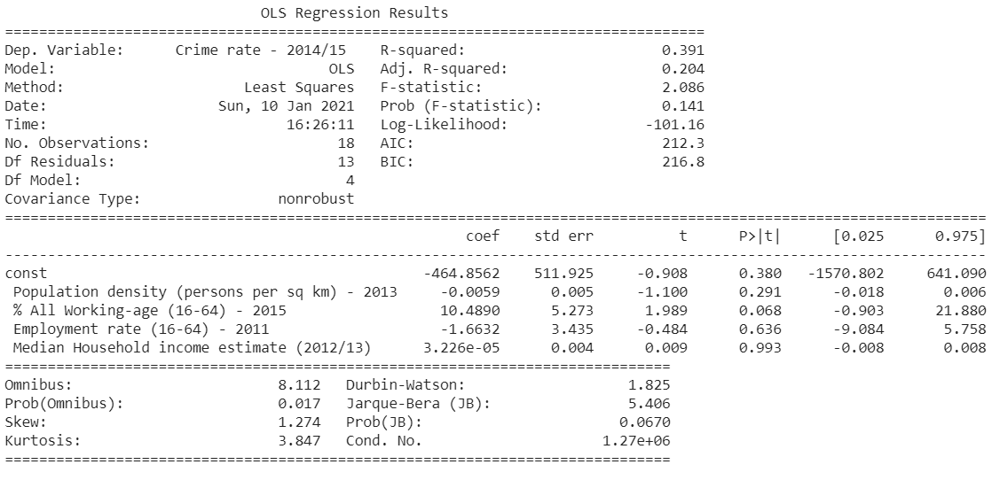 OLS Regression Results
==============================================================================
Dep. Variable: Crime rate - 2014/15 R-squared: 0.391
Model: OLS Adj. R-squared: 0.204
Method: Least Squares F-statistic: 2.086
Date: Sun, 10 Jan 2021 Prob (F-statistic): 0.141
Time: 16:26:11 Log-Likelihood: -101.16
No. Observations: 18 AIC: 212.3
Df Residuals: 13 BIC: 216.8
Df Model: 4
Covariance Type: nonrobust
==============================================================================
coef std err t P>|t| [0.025 0.975]
------------------------------------------------------------------------------
const -464.8562 511.925 -0.908 0.380 -1570.802 641.090
Population density (persons per sq km) - 2013 -0.0059 0.005 -1.100 0.291 -0.018 0.006
% All Working-age (16-64) - 2015 10.4890 5.273 1.989 0.068 -0.903 21.880
Employment rate (16-64) - 2011 -1.6632 3.435 -0.484 0.636 -9.084 5.758
Median Household income estimate (2012/13) 3.226e-05 0.004 0.009 0.993 -0.008 0.008
==============================================================================
Omnibus: 8.112 Durbin-Watson: 1.825
Prob(Omnibus): 0.017 Jarque-Bera (JB): 5.406
Skew: 1.274 Prob(JB): 0.0670
Kurtosis: 3.847 Cond. No. 1.27e+06
==============================================================================